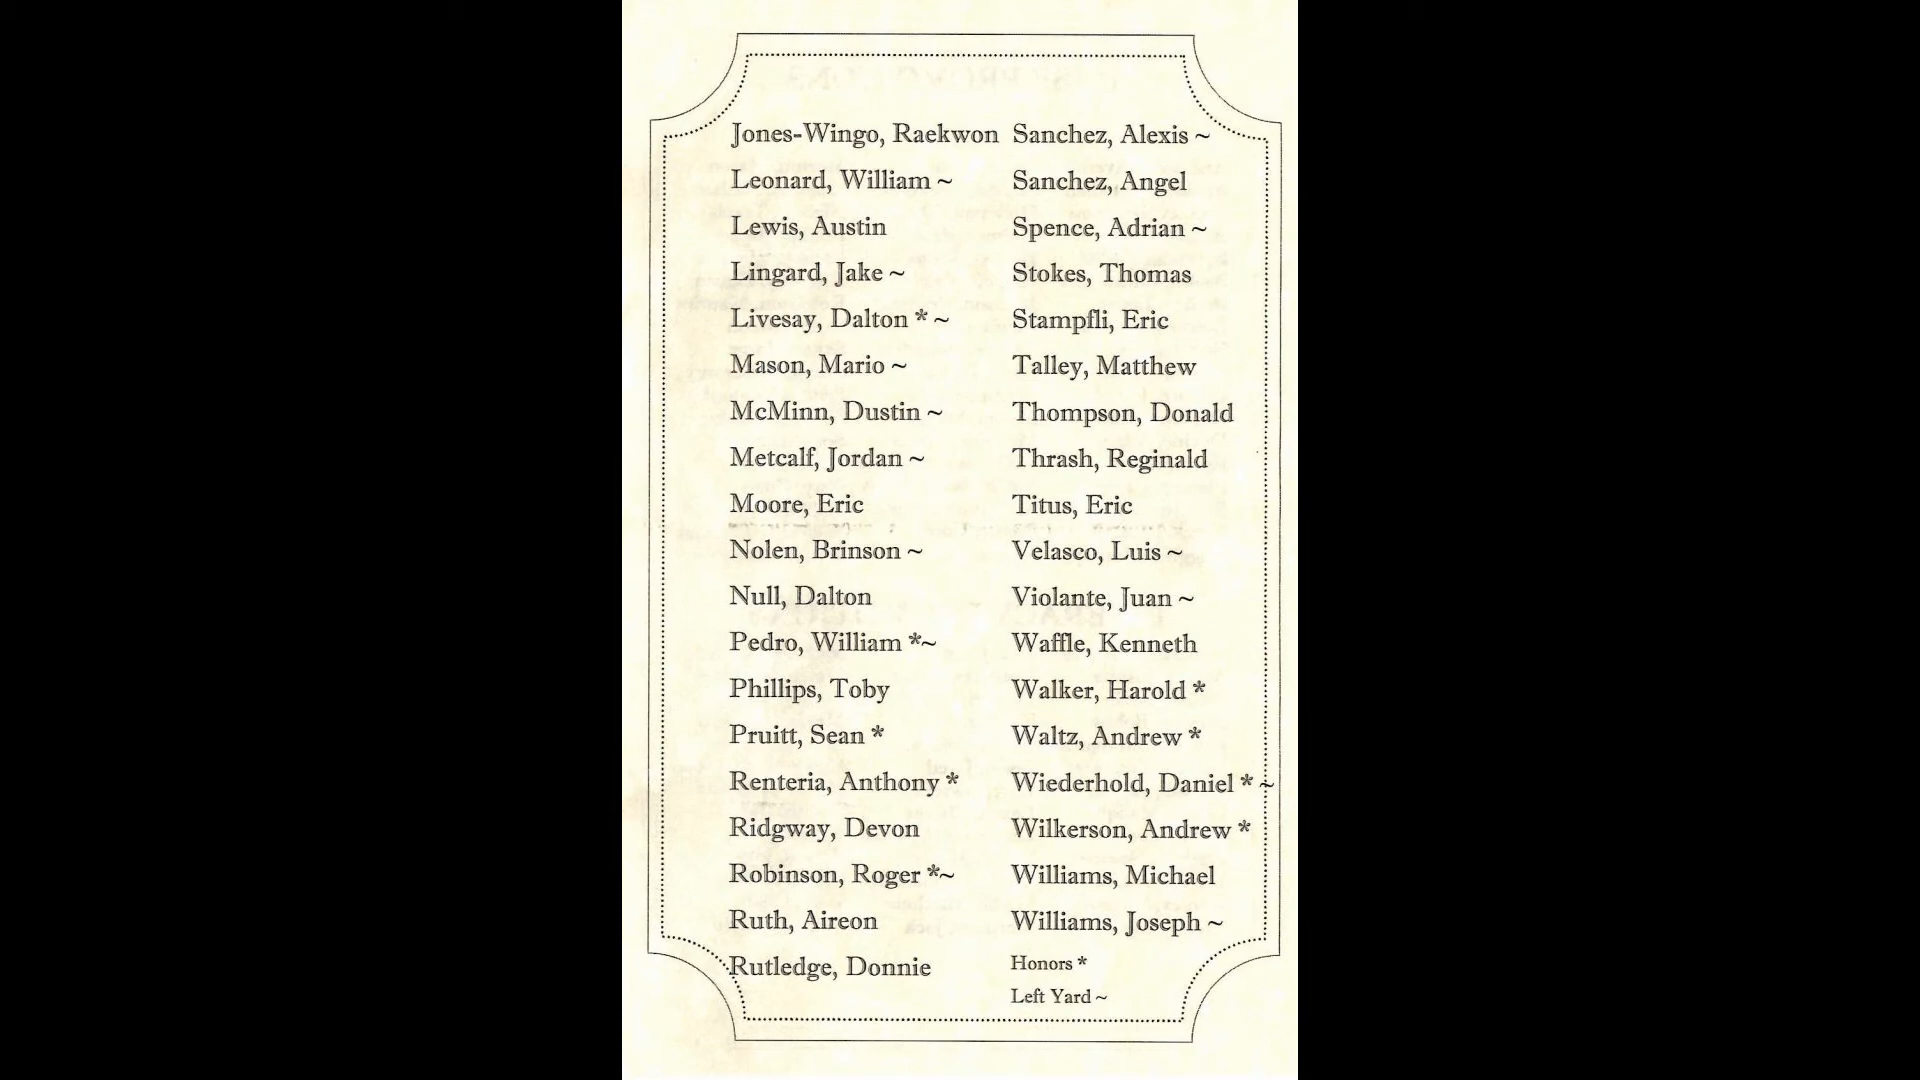 Jones-Wingo, Raekwon
Leonard, William ~
Lewis, Austin
Lingard, Jake ~
Livesay, Dalton * ~
Mason, Mario ~
McMinn, Dustin ~
Metcalf, Jordan ~
Moore, Eric
Nolen, Brinson ~
Null, Dalton
Pedro, William *~
Phillips, Toby
Pruitt, Sean *
Renteria, Anthony *
Ridgway, Devon
Robinson, Roger *~
Ruth, Aireon
Rutledge, Donnie
Sanchez, Alexis ~
Sanchez, Angel
Spence, Adrian ~
Stokes, Thomas
Stampfli, Eric
Talley, Matthew
Thompson, Donald
Thrash, Reginald
Titus, Eric
Velasco, Luis ~
Violante, Juan ~
Waffle, Kenneth
Walker, Harold *
Waltz, Andrew *
Wiederhold, Daniel * ~
Wilkerson, Andrew *
Williams, Michael
Williams, Joseph ~
Honors *
Left Yard ~